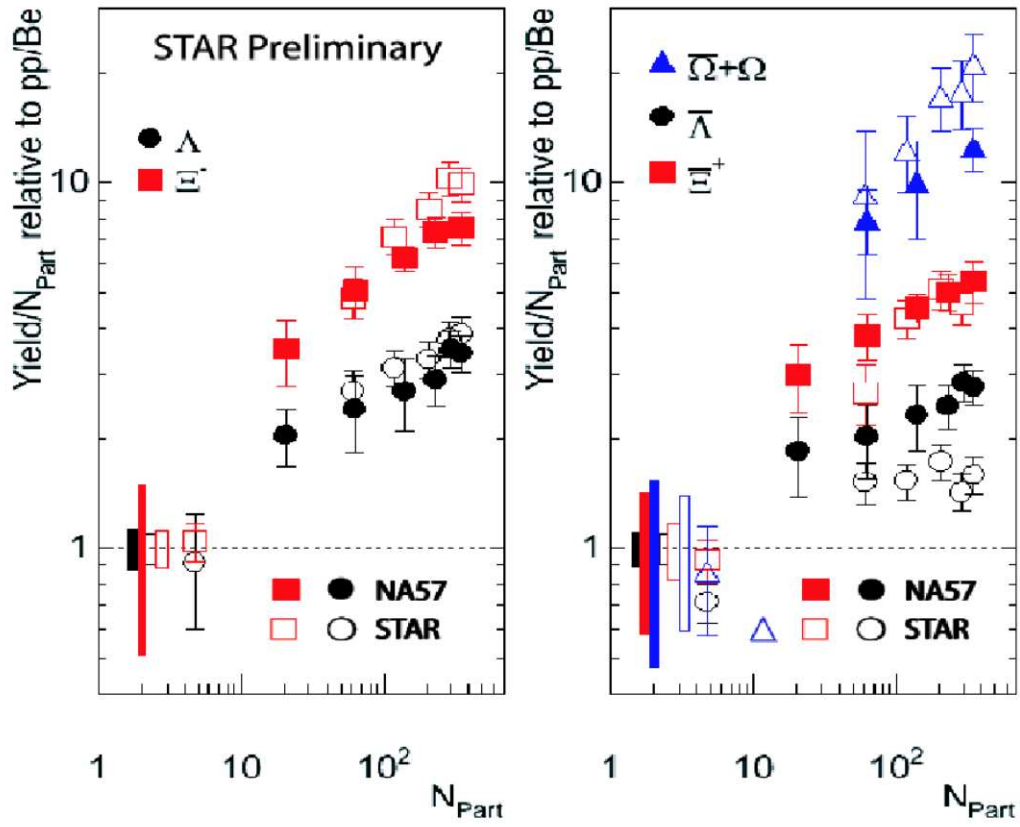 STAR Preliminary
Λ
Ξ⁻
10
1
NA57
STAR
1
10
10²
N_Part
Yield/N_Part relative to pp/Be
Ω̅+Ω
Λ̅
Ξ̅⁺
10
1
NA57
STAR
1
10
10²
N_Part
Yield/N_Part relative to pp/Be